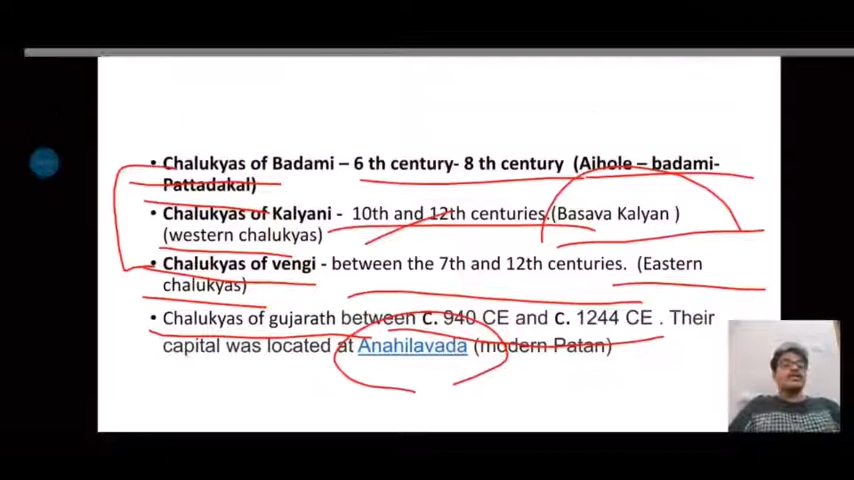 • Chalukyas of Badami – 6 th century- 8 th century (Aihole – badami-
Pattadakal)
• Chalukyas of Kalyani - 10th and 12th centuries.(Basava Kalyan )
(western chalukyas)
• Chalukyas of vengi - between the 7th and 12th centuries. (Eastern
chalukyas)
• Chalukyas of gujarath between C. 940 CE and C. 1244 CE . Their
capital was located at Anahilavada (modern Patan)